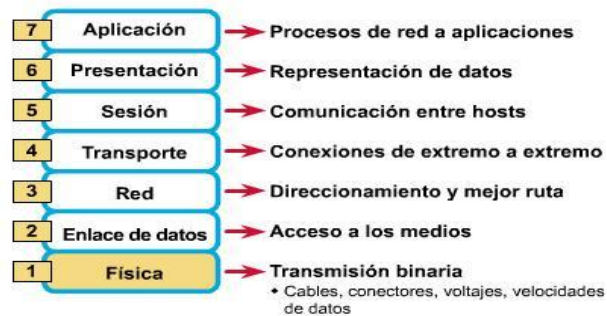 7 Aplicación Procesos de red a aplicaciones
6 Presentación Representación de datos
5 Sesión Comunicación entre hosts
4 Transporte Conexiones de extremo a extremo
3 Red Direccionamiento y mejor ruta
2 Enlace de datos Acceso a los medios
1 Física Transmisión binaria
• Cables, conectores, voltajes, velocidades
de datos